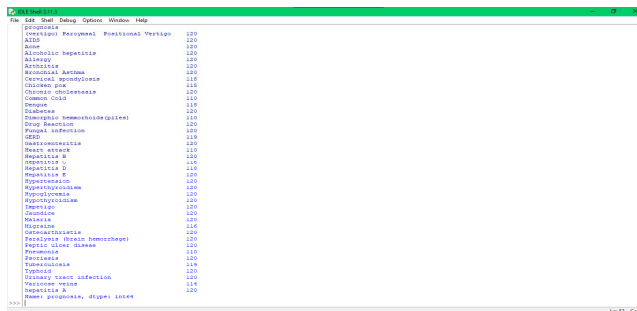 IDLE Shell 3.11.3
File Edit Shell Debug Options Window Help
prognosis
(vertigo) Paroymsal Positional Vertigo 120
AIDS 120
Acne 120
Alcoholic hepatitis 120
Allergy 120
Arthritis 120
Bronchial Asthma 120
Cervical spondylosis 118
Chicken pox 115
Chronic cholestasis 120
Common Cold 110
Dengue 118
Diabetes 120
Dimorphic hemmorhoids(piles) 110
Drug Reaction 120
Fungal infection 120
GERD 119
Gastroenteritis 120
Heart attack 110
Hepatitis B 120
Hepatitis C
Hepatitis D 118
Hepatitis E 120
Hypertension 120
Hyperthyroidism 120
Hypoglycemia 120
Hypothyroidism 120
Impetigo 120
Jaundice 120
Malaria 120
Migraine 116
Osteoarthristis 120
Paralysis (brain hemorrhage) 120
Peptic ulcer diseae 120
Pneumonia 110
Psoriasis 120
Tuberculosis
Typhoid 120
Urinary tract infection 120
Varicose veins
hepatitis A 120
Name: prognosis, dtype: int64
>>>